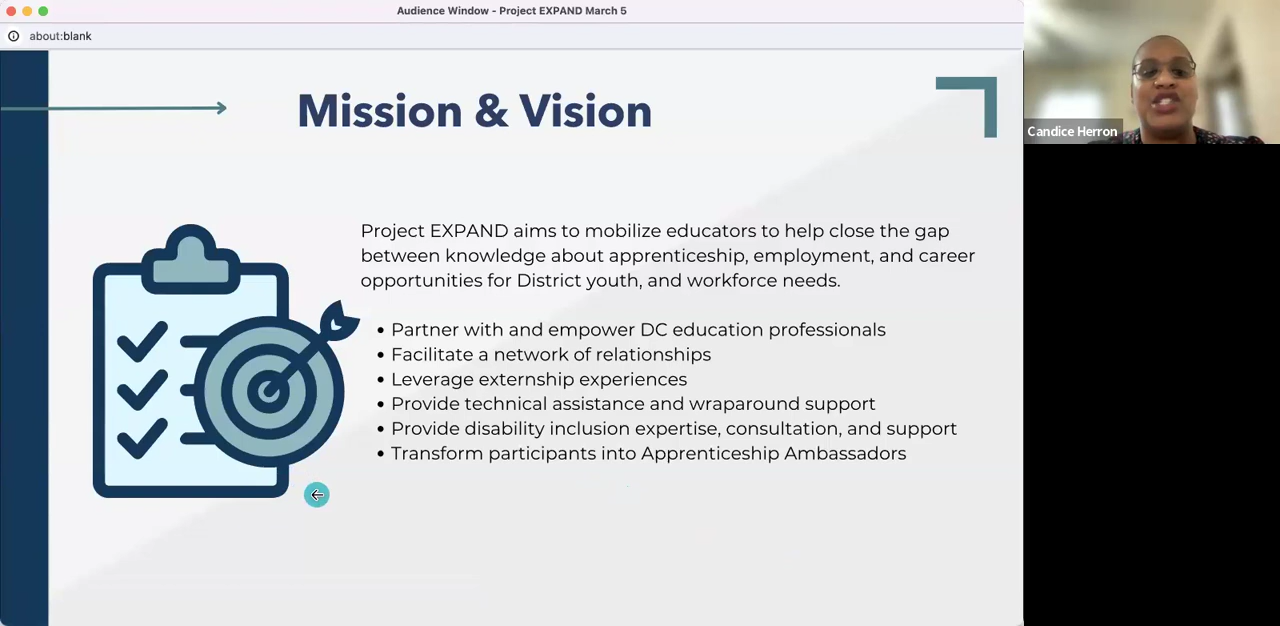 Audience Window - Project EXPAND March 5
about:blank
Mission & Vision
Candice Herron
Project EXPAND aims to mobilize educators to help close the gap
between knowledge about apprenticeship, employment, and career
opportunities for District youth, and workforce needs.
• Partner with and empower DC education professionals
• Facilitate a network of relationships
• Leverage externship experiences
• Provide technical assistance and wraparound support
• Provide disability inclusion expertise, consultation, and support
• Transform participants into Apprenticeship Ambassadors